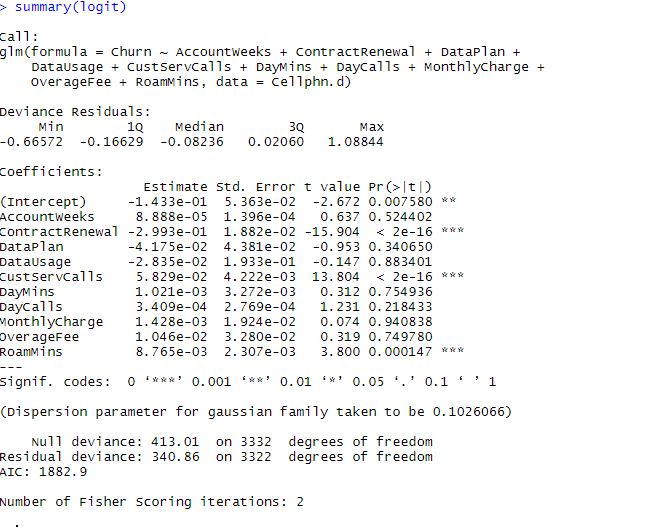 > summary(logit)
Call:
glm(formula = Churn ~ AccountWeeks + ContractRenewal + DataPlan +
DataUsage + CustServCalls + DayMins + DayCalls + MonthlyCharge +
OverageFee + RoamMins, data = Cellphn.d)
Deviance Residuals:
Min 1Q Median 3Q Max
-0.66572 -0.16629 -0.08236 0.02060 1.08844
Coefficients:
Estimate Std. Error t value Pr(>|t|)
(Intercept) -1.433e-01 5.363e-02 -2.672 0.007580 **
AccountWeeks 8.888e-05 1.396e-04 0.637 0.524402
ContractRenewal -2.993e-01 1.882e-02 -15.904 < 2e-16 ***
DataPlan -4.175e-02 4.381e-02 -0.953 0.340650
DataUsage -2.835e-02 1.933e-01 -0.147 0.883401
CustServCalls 5.829e-02 4.222e-03 13.804 < 2e-16 ***
DayMins 1.021e-03 3.272e-03 0.312 0.754936
DayCalls 3.409e-04 2.769e-04 1.231 0.218433
MonthlyCharge 1.428e-03 1.924e-02 0.074 0.940838
OverageFee 1.046e-02 3.280e-02 0.319 0.749780
RoamMins 8.765e-03 2.307e-03 3.800 0.000147 ***
---
Signif. codes: 0 ‘***’ 0.001 ‘**’ 0.01 ‘*’ 0.05 ‘.’ 0.1 ‘ ’ 1
(Dispersion parameter for gaussian family taken to be 0.1026066)
Null deviance: 413.01 on 3332 degrees of freedom
Residual deviance: 340.86 on 3322 degrees of freedom
AIC: 1882.9
Number of Fisher Scoring iterations: 2